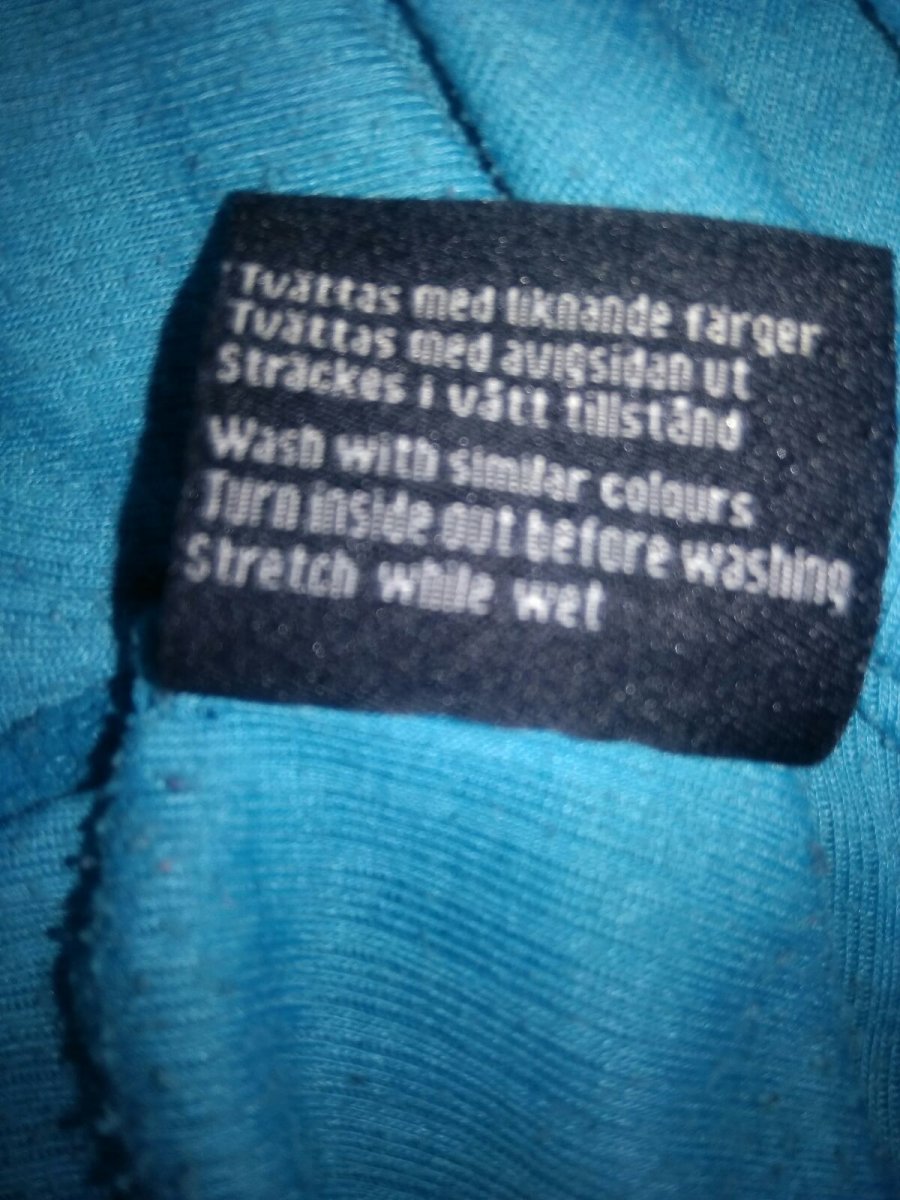 Tvättas med liknande färger
Tvättas med avigsidan ut
Sträckes i vått tillstånd
Wash with similar colours
Turn inside out before washing
Stretch while wet